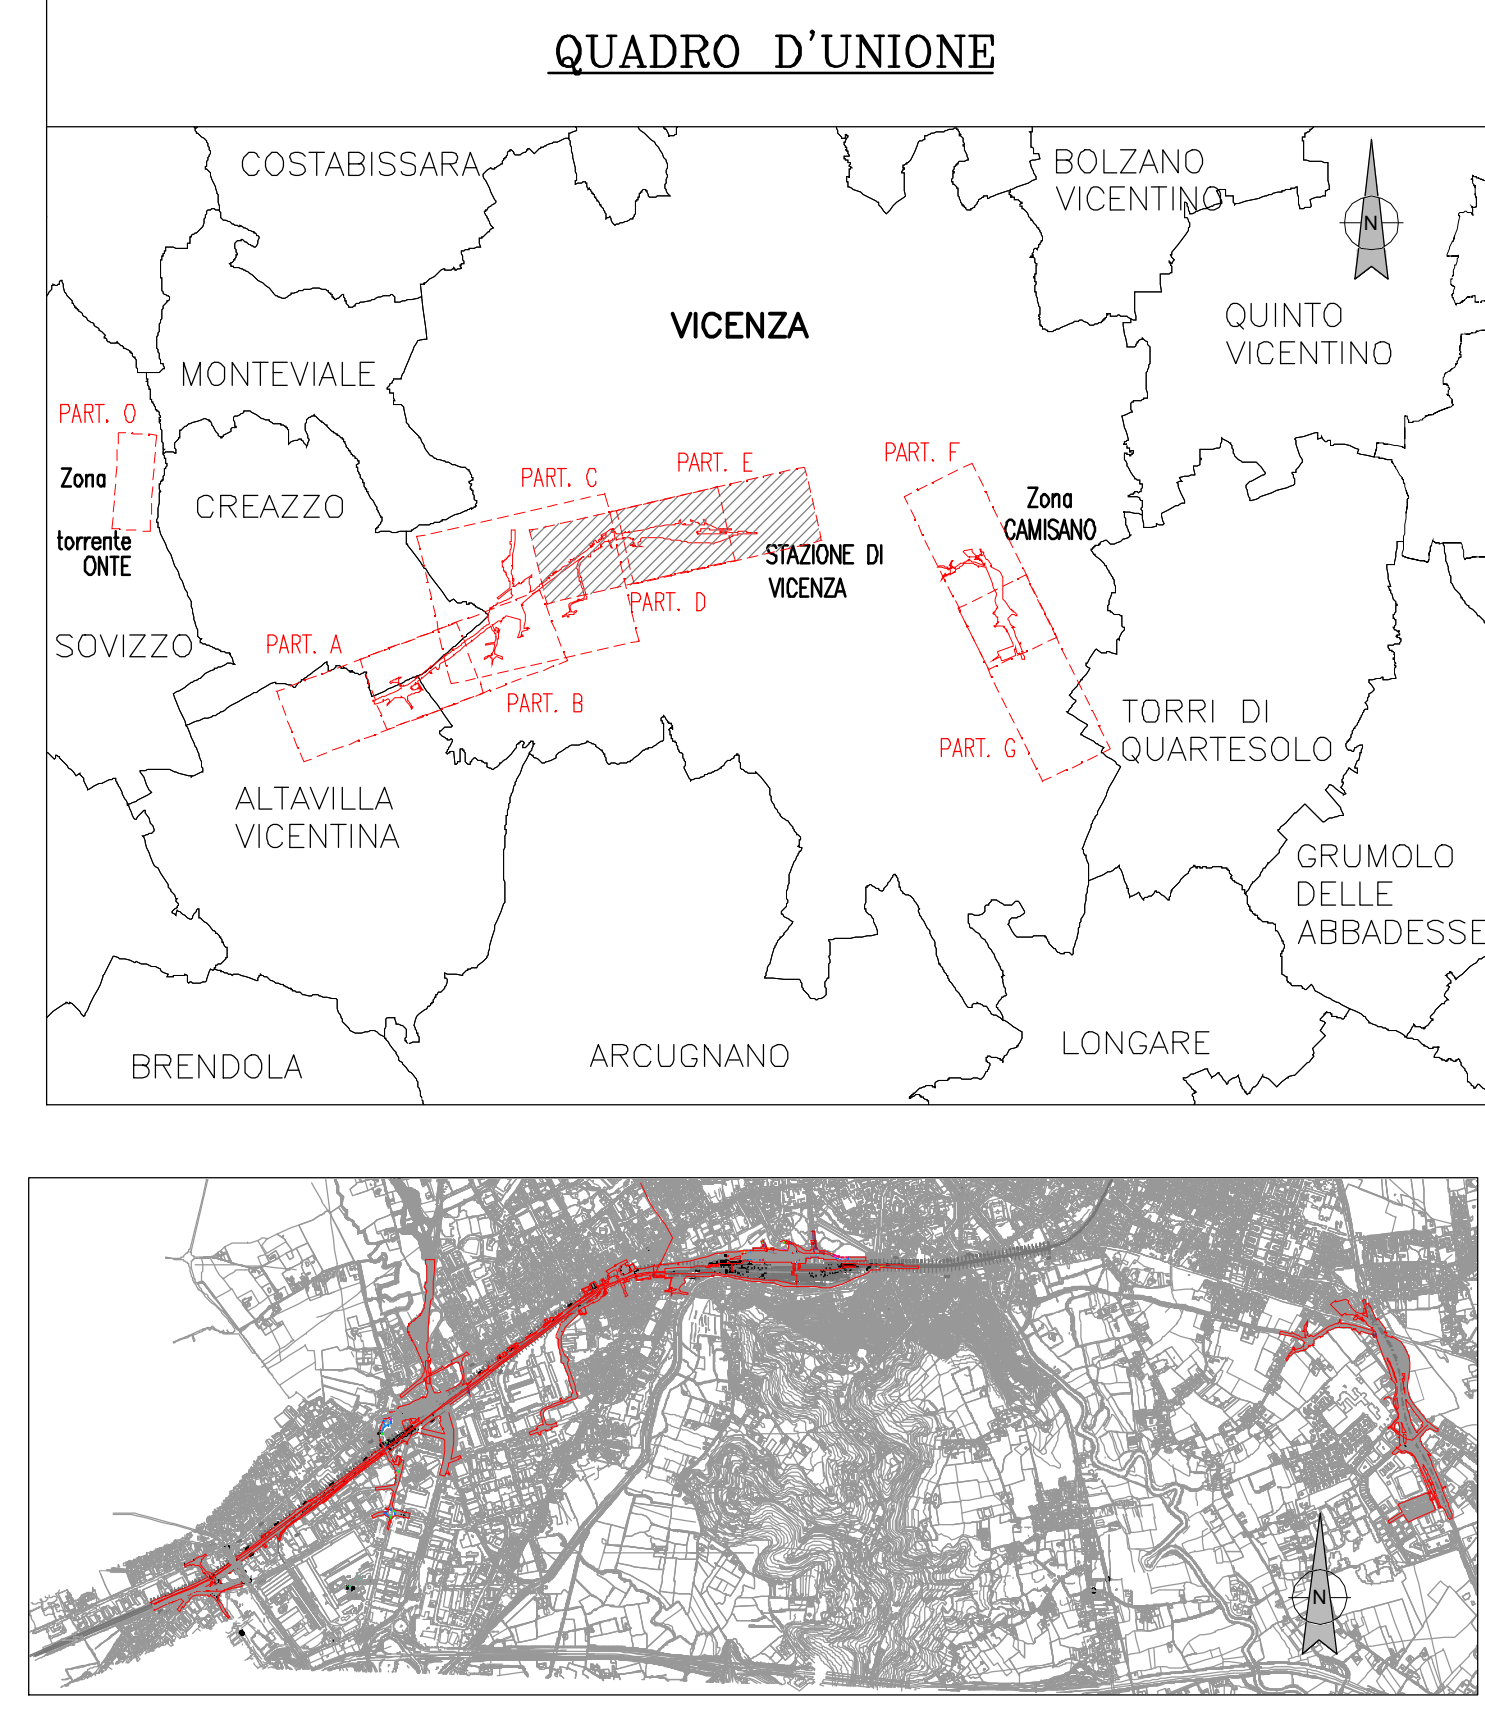 QUADRO D'UNIONE
COSTABISSARA
BOLZANO
VICENTINO
N
VICENZA
QUINTO
VICENTINO
MONTEVIALE
PART. O
PART. F
PART. E
PART. C
Zona
CREAZZO
Zona
CAMISANO
torrente
ONTE
STAZIONE DI
VICENZA
PART. D
SOVIZZO
PART. A
PART. B
TORRI DI
QUARTESOLO
PART. G
ALTAVILLA
VICENTINA
GRUMOLO
DELLE
ABBADESSE
LONGARE
ARCUGNANO
BRENDOLA
N